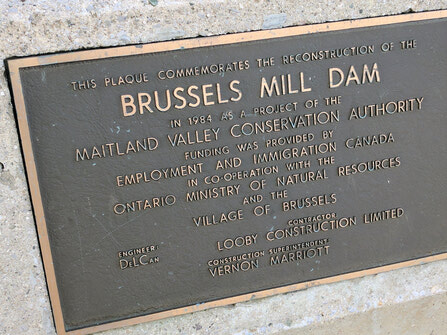 THIS PLAQUE COMMEMORATES THE RECONSTRUCTION OF THE
BRUSSELS MILL DAM
IN 1984 AS A PROJECT OF THE
MAITLAND VALLEY CONSERVATION AUTHORITY
FUNDING WAS PROVIDED BY
EMPLOYMENT AND IMMIGRATION CANADA
IN CO-OPERATION WITH THE
ONTARIO MINISTRY OF NATURAL RESOURCES
AND THE
VILLAGE OF BRUSSELS
CONTRACTOR
LOOBY CONSTRUCTION LIMITED
ENGINEER:
DELCAN
CONSTRUCTION SUPERINTENDENT
VERNON MARRIOTT